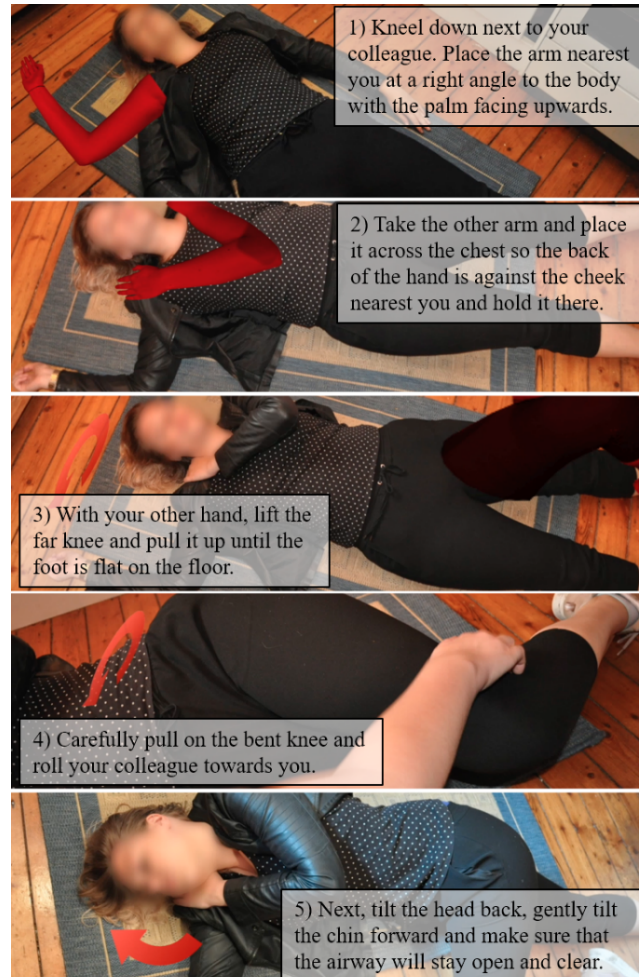 1) Kneel down next to your
colleague. Place the arm nearest
you at a right angle to the body
with the palm facing upwards.
2) Take the other arm and place
it across the chest so the back
of the hand is against the cheek
nearest you and hold it there.
3) With your other hand, lift the
far knee and pull it up until the
foot is flat on the floor.
4) Carefully pull on the bent knee and
roll your colleague towards you.
5) Next, tilt the head back, gently tilt
the chin forward and make sure that
the airway will stay open and clear.